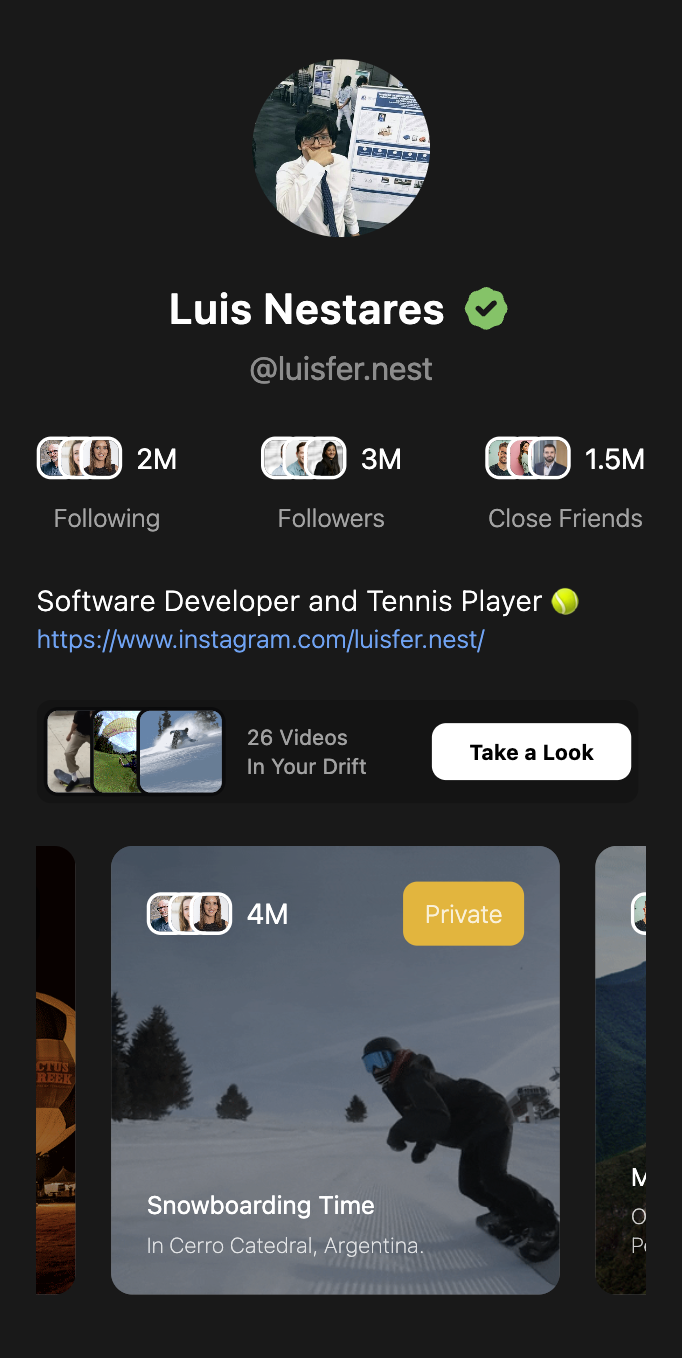 Luis Nestares
@luisfer.nest
2M
3M
1.5M
Following
Followers
Close Friends
Software Developer and Tennis Player 🎾
https://www.instagram.com/luisfer.nest/
26 Videos
In Your Drift
Take a Look
4M
Private
CTUS
REEK
Snowboarding Time
In Cerro Catedral, Argentina.
M
O
Pe